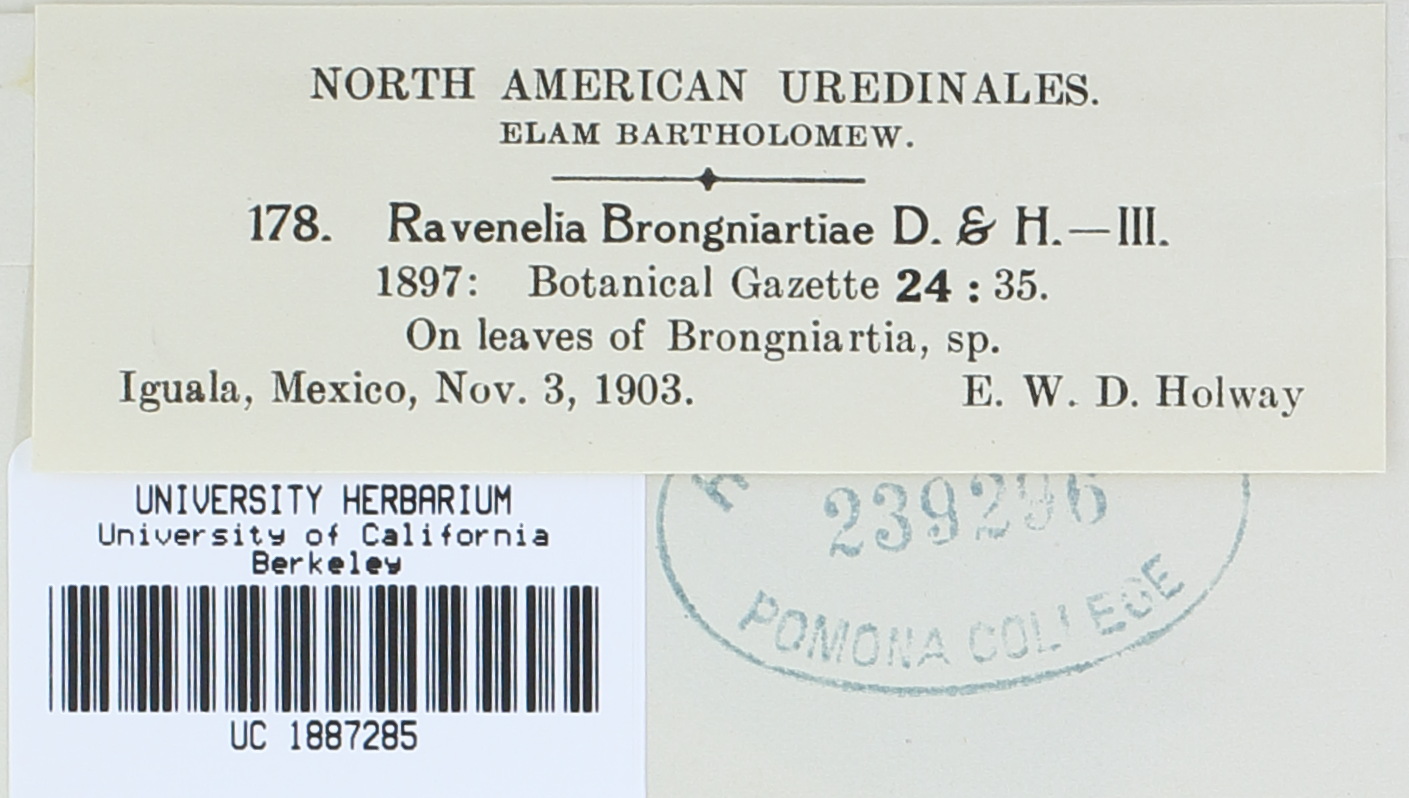 NORTH AMERICAN UREDINALES.
ELAM BARTHOLOMEW.
178. Ravenelia Brongniartiae D. & H.—III.
1897: Botanical Gazette 24 : 35.
On leaves of Brongniartia, sp.
Iguala, Mexico, Nov. 3, 1903. E. W. D. Holway
UNIVERSITY HERBARIUM
University of California
Berkeley
UC 1887285
239296
POMONA COLLEGE